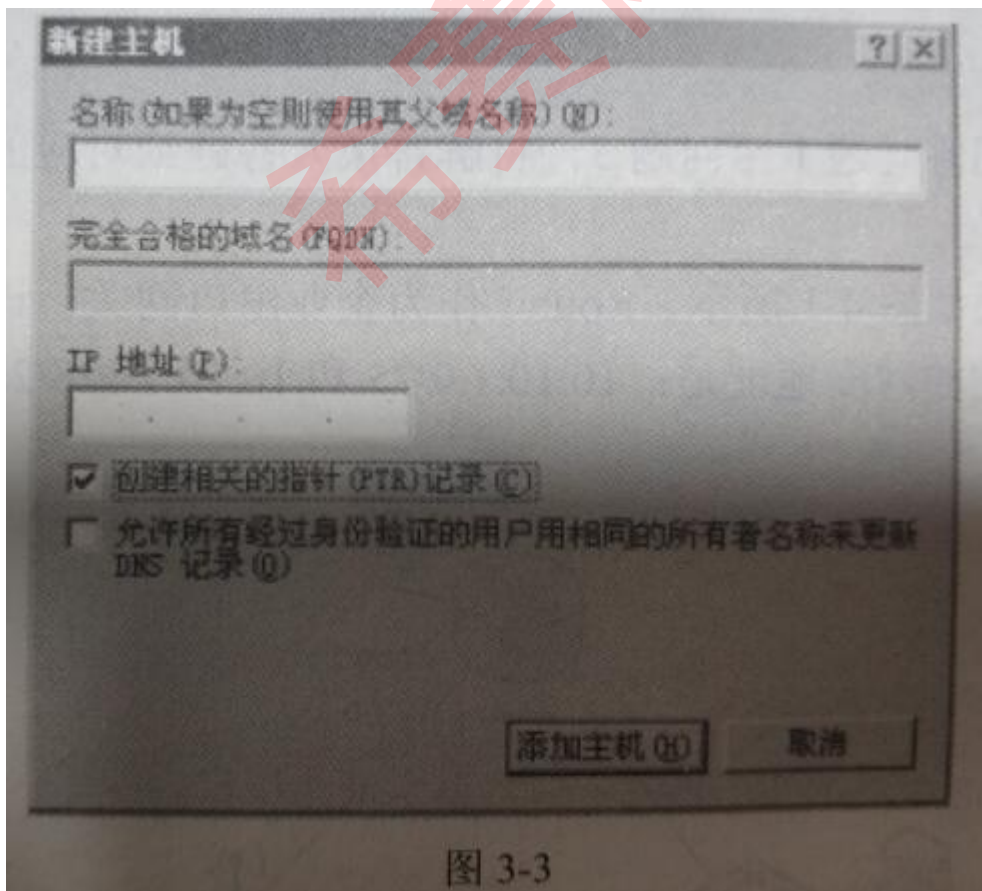 新建主机
名称(如果为空则使用其父域名称)(N):
完全合格的域名(FQDN):
IP 地址(P):
创建相关的指针(PTR)记录(C)
允许所有经过身份验证的用户用相同的所有者名称来更新
DNS 记录(O)
添加主机(H)
取消
图 3-3